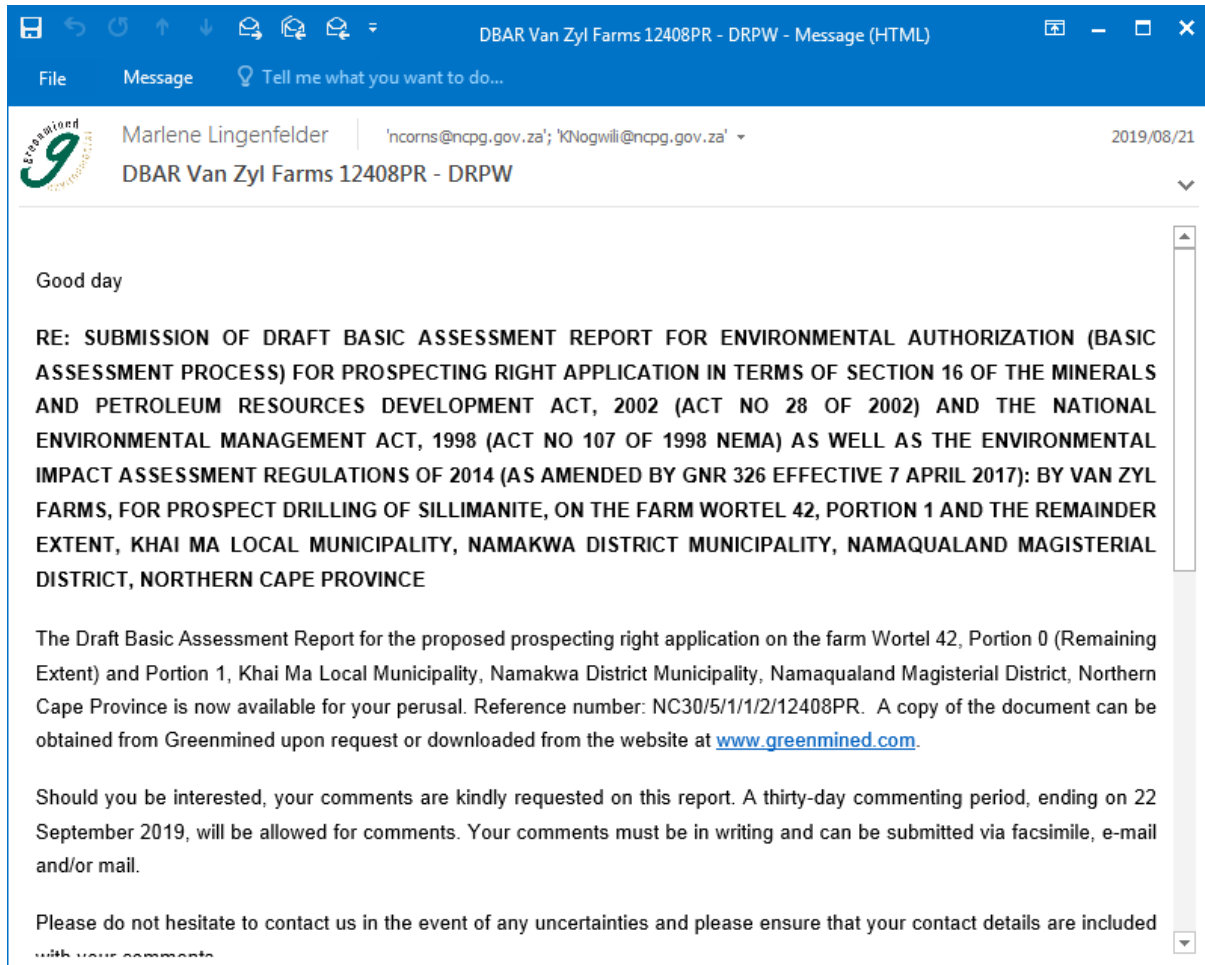 DBAR Van Zyl Farms 12408PR - DRPW - Message (HTML)
File Message Tell me what you want to do...
greenmined
Marlene Lingenfelder 'ncorns@ncpg.gov.za'; 'KNogwili@ncpg.gov.za' 2019/08/21
DBAR Van Zyl Farms 12408PR - DRPW
Good day
RE: SUBMISSION OF DRAFT BASIC ASSESSMENT REPORT FOR ENVIRONMENTAL AUTHORIZATION (BASIC
ASSESSMENT PROCESS) FOR PROSPECTING RIGHT APPLICATION IN TERMS OF SECTION 16 OF THE MINERALS
AND PETROLEUM RESOURCES DEVELOPMENT ACT, 2002 (ACT NO 28 OF 2002) AND THE NATIONAL
ENVIRONMENTAL MANAGEMENT ACT, 1998 (ACT NO 107 OF 1998 NEMA) AS WELL AS THE ENVIRONMENTAL
IMPACT ASSESSMENT REGULATIONS OF 2014 (AS AMENDED BY GNR 326 EFFECTIVE 7 APRIL 2017): BY VAN ZYL
FARMS, FOR PROSPECT DRILLING OF SILLIMANITE, ON THE FARM WORTEL 42, PORTION 1 AND THE REMAINDER
EXTENT, KHAI MA LOCAL MUNICIPALITY, NAMAKWA DISTRICT MUNICIPALITY, NAMAQUALAND MAGISTERIAL
DISTRICT, NORTHERN CAPE PROVINCE
The Draft Basic Assessment Report for the proposed prospecting right application on the farm Wortel 42, Portion 0 (Remaining
Extent) and Portion 1, Khai Ma Local Municipality, Namakwa District Municipality, Namaqualand Magisterial District, Northern
Cape Province is now available for your perusal. Reference number: NC30/5/1/1/2/12408PR. A copy of the document can be
obtained from Greenmined upon request or downloaded from the website at www.greenmined.com.
Should you be interested, your comments are kindly requested on this report. A thirty-day commenting period, ending on 22
September 2019, will be allowed for comments. Your comments must be in writing and can be submitted via facsimile, e-mail
and/or mail.
Please do not hesitate to contact us in the event of any uncertainties and please ensure that your contact details are included
with your comments